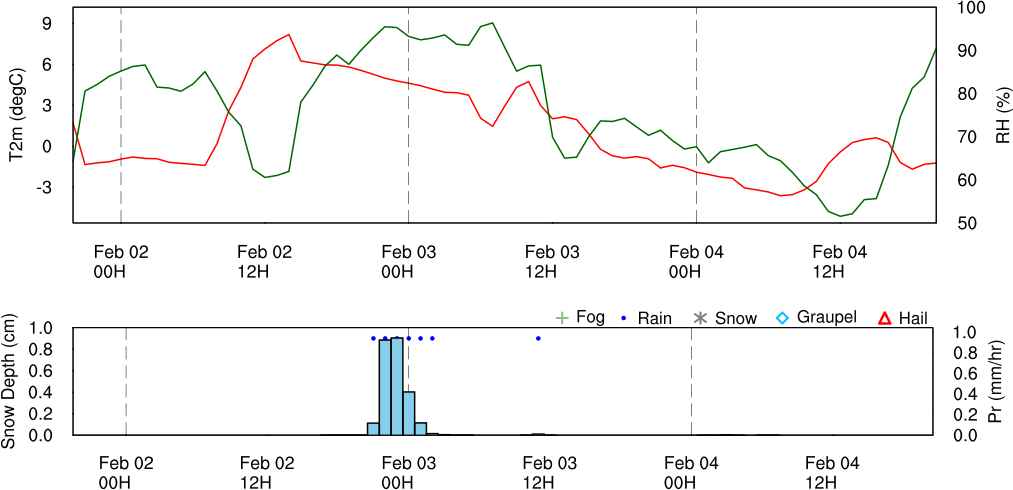 100
9
90
6
80
3
70
0
60
-3
50
T2m (degC)
RH (%)
Feb 02 Feb 02 Feb 03 Feb 03 Feb 04 Feb 04
00H 12H 00H 12H 00H 12H
Fog Rain Snow Graupel Hail
1.0 1.0
0.8 0.8
0.6 0.6
0.4 0.4
0.2 0.2
0.0 0.0
Snow Depth (cm)
Pr (mm/hr)
Feb 02 Feb 02 Feb 03 Feb 03 Feb 04 Feb 04
00H 12H 00H 12H 00H 12H